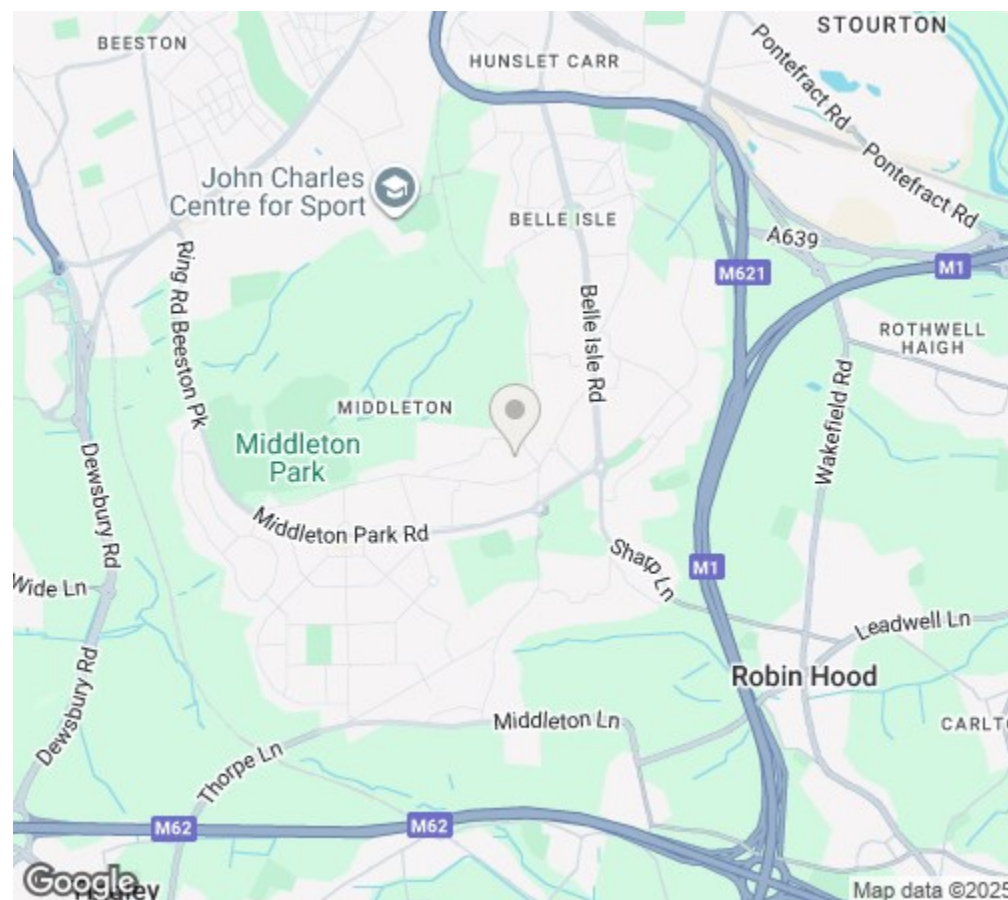 BEESTON
STOURTON
HUNSLET CARR
Pontefract Rd
Pontefract Rd
John Charles
Centre for Sport
BELLE ISLE
A639
M621
M1
Ring Rd Beeston Pk
Belle Isle Rd
ROTHWELL
HAIGH
Wakefield Rd
MIDDLETON
Middleton
Park
Dewsbury Rd
Middleton Park Rd
Sharp Ln
M1
Wide Ln
Leadwell Ln
Robin Hood
Dewsbury Rd
Middleton Ln
CARLTO
Thorpe Ln
M62
M62
Google
Map data ©2025